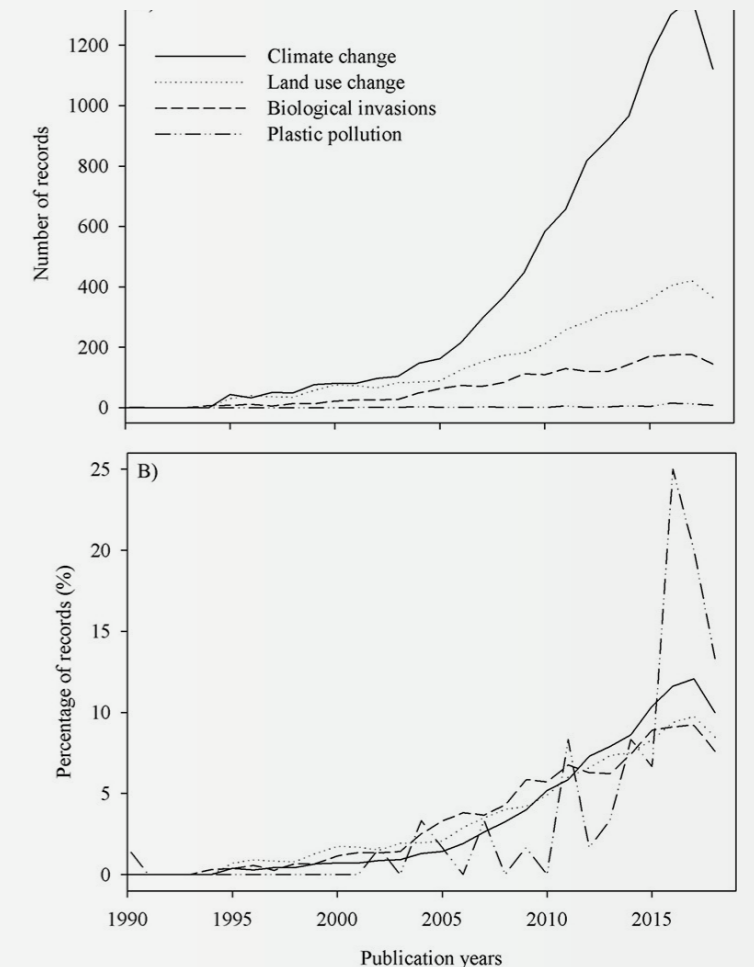 1200
Climate change
Land use change
1000
Biological invasions
Plastic pollution
800
Number of records
600
400
200
0
25
B)
20
15
Percentage of records (%)
10
5
0
1990 1995 2000 2005 2010 2015
Publication years